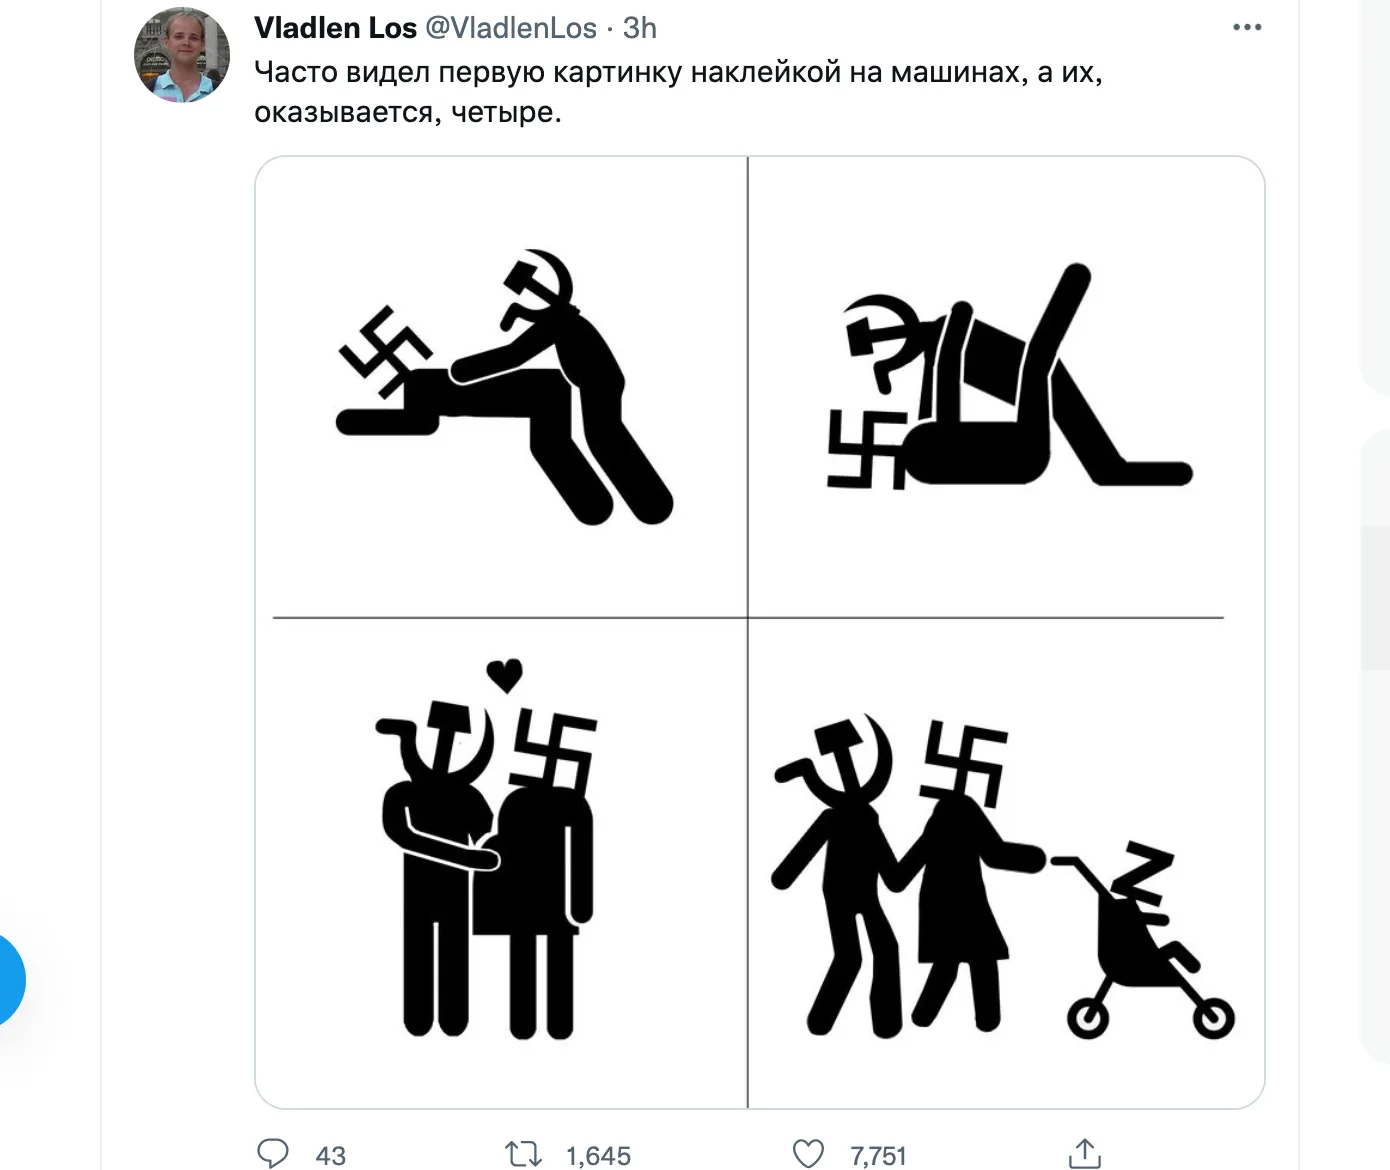 Vladlen Los @VladlenLos · 3h
Часто видел первую картинку наклейкой на машинах, а их,
оказывается, четыре.
Z
43 1,645 7,751